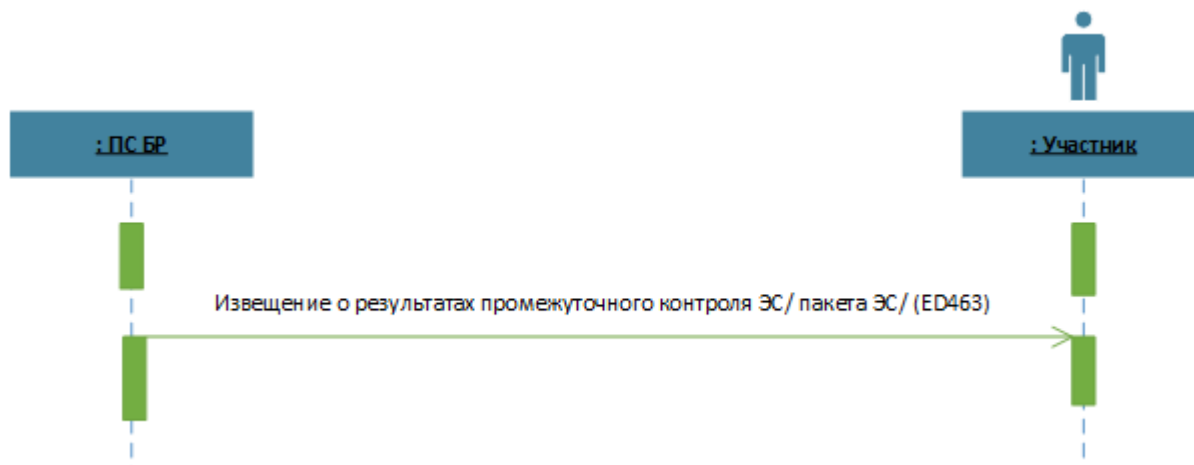 : ПС БР
: Участник
Извещение о результатах промежуточного контроля ЭС/ пакета ЭС/ (ED463)